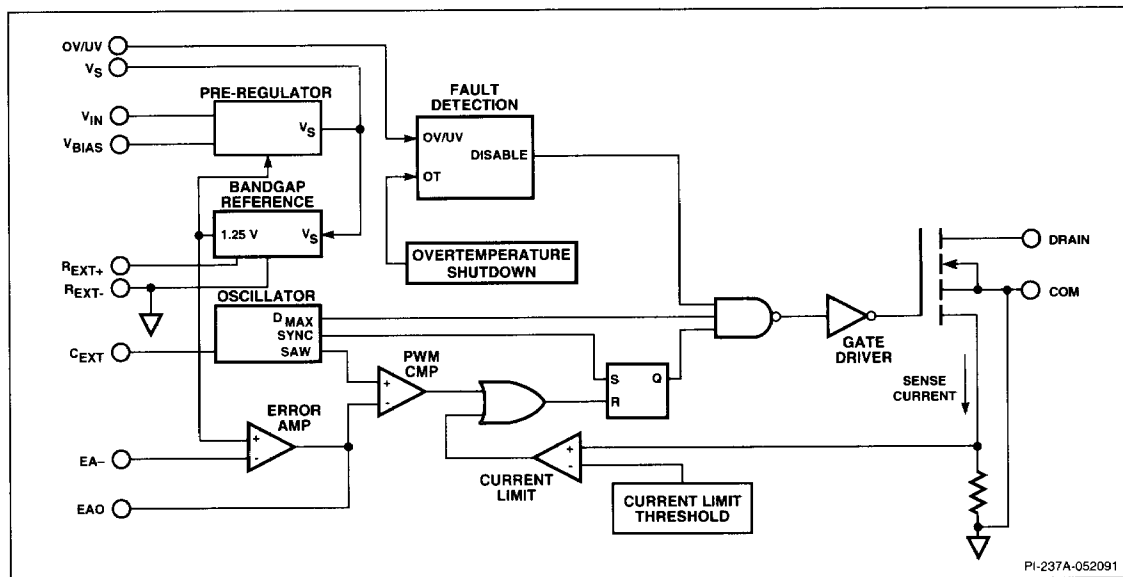 OV/UV
VS
VIN
VBIAS
PRE-REGULATOR
VS
BANDGAP
REFERENCE
1.25 V
VS
REXT+
REXT-
FAULT
DETECTION
OV/UV
DISABLE
OT
OVERTEMPERATURE
SHUTDOWN
OSCILLATOR
DMAX
SYNC
SAW
CEXT
PWM
CMP
+
-
ERROR
AMP
+
-
EA–
EAO
S
Q
R
CURRENT
LIMIT
+
-
CURRENT LIMIT
THRESHOLD
GATE
DRIVER
DRAIN
COM
SENSE
CURRENT
PI-237A-052091